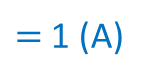 = 1 (A)